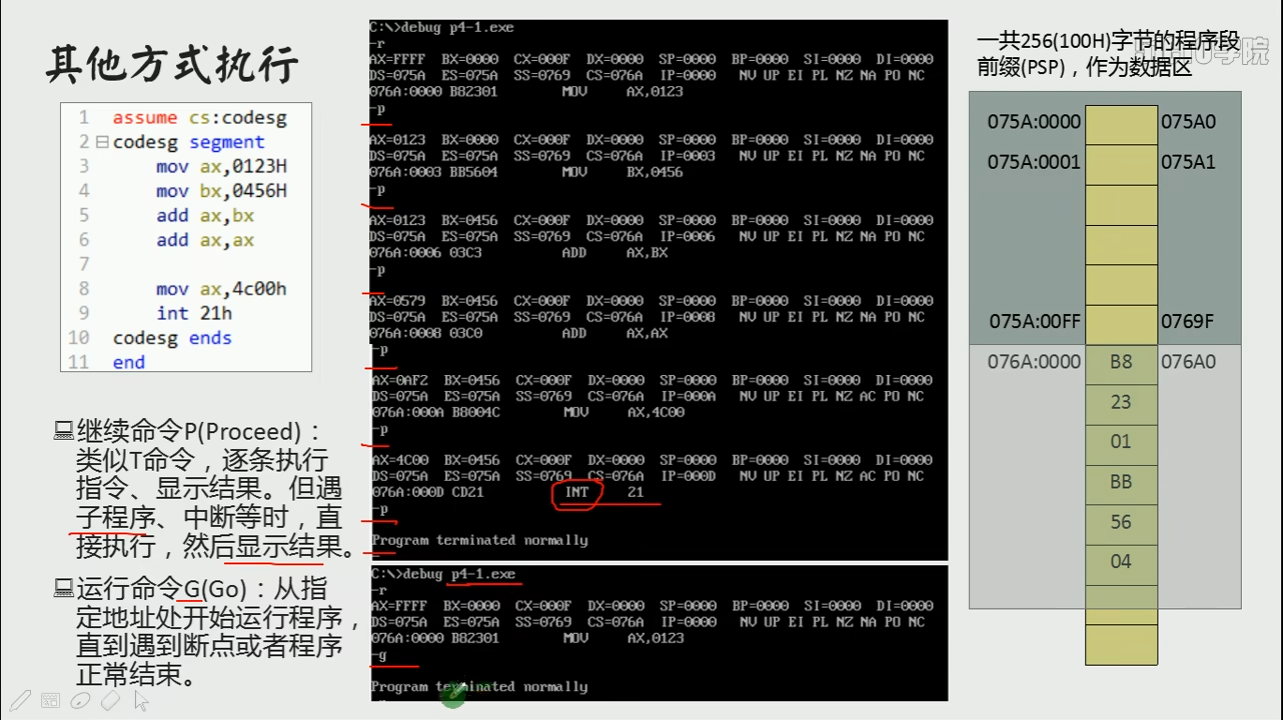 其他方式执行
1 assume cs:codesg
2 codesg segment
3 mov ax,0123H
4 mov bx,0456H
5 add ax,bx
6 add ax,ax
7
8 mov ax,4c00h
9 int 21h
10 codesg ends
11 end
继续命令P(Proceed)：
类似T命令，逐条执行
指令、显示结果。但遇
子程序、中断等时，直
接执行，然后显示结果。
运行命令G(Go)：从指
定地址处开始运行程序，
直到遇到断点或者程序
正常结束。
C:\>debug p4-1.exe
-r
AX=FFFF BX=0000 CX=000F DX=0000 SP=0000 BP=0000 SI=0000 DI=0000
DS=075A ES=075A SS=0769 CS=076A IP=0000 NV UP EI PL NZ NA PO NC
076A:0000 B82301 MOV AX,0123
-p
AX=0123 BX=0000 CX=000F DX=0000 SP=0000 BP=0000 SI=0000 DI=0000
DS=075A ES=075A SS=0769 CS=076A IP=0003 NV UP EI PL NZ NA PO NC
076A:0003 BB5604 MOV BX,0456
-p
AX=0123 BX=0456 CX=000F DX=0000 SP=0000 BP=0000 SI=0000 DI=0000
DS=075A ES=075A SS=0769 CS=076A IP=0006 NV UP EI PL NZ NA PO NC
076A:0006 03C3 ADD AX,BX
-p
AX=0579 BX=0456 CX=000F DX=0000 SP=0000 BP=0000 SI=0000 DI=0000
DS=075A ES=075A SS=0769 CS=076A IP=0008 NV UP EI PL NZ NA PO NC
076A:0008 03C0 ADD AX,AX
-p
AX=0AF2 BX=0456 CX=000F DX=0000 SP=0000 BP=0000 SI=0000 DI=0000
DS=075A ES=075A SS=0769 CS=076A IP=000A NV UP EI PL NZ AC PO NC
076A:000A B8004C MOV AX,4C00
-p
AX=4C00 BX=0456 CX=000F DX=0000 SP=0000 BP=0000 SI=0000 DI=0000
DS=075A ES=075A SS=0769 CS=076A IP=000D NV UP EI PL NZ AC PO NC
076A:000D CD21 INT 21
-p
Program terminated normally
C:\>debug p4-1.exe
-r
AX=FFFF BX=0000 CX=000F DX=0000 SP=0000 BP=0000 SI=0000 DI=0000
DS=075A ES=075A SS=0769 CS=076A IP=0000 NV UP EI PL NZ NA PO NC
076A:0000 B82301 MOV AX,0123
-g
Program terminated normally
一共256(100H)字节的程序段
前缀(PSP)，作为数据区
075A:0000 075A0
075A:0001 075A1
075A:00FF 0769F
076A:0000 B8 076A0
23
01
BB
56
04